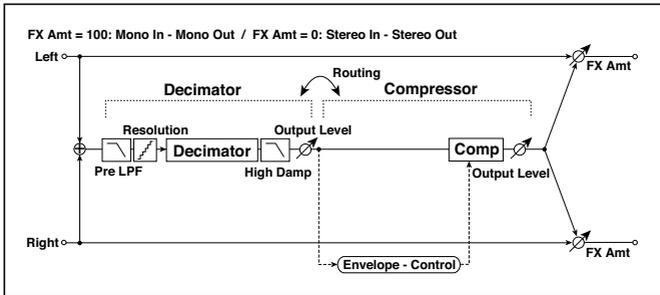 FX Amt = 100: Mono In - Mono Out / FX Amt = 0: Stereo In - Stereo Out
Left
FX Amt
Routing
Decimator
Compressor
Resolution
Output Level
Decimator
Comp
Pre LPF
High Damp
Output Level
Right
FX Amt
Envelope - Control